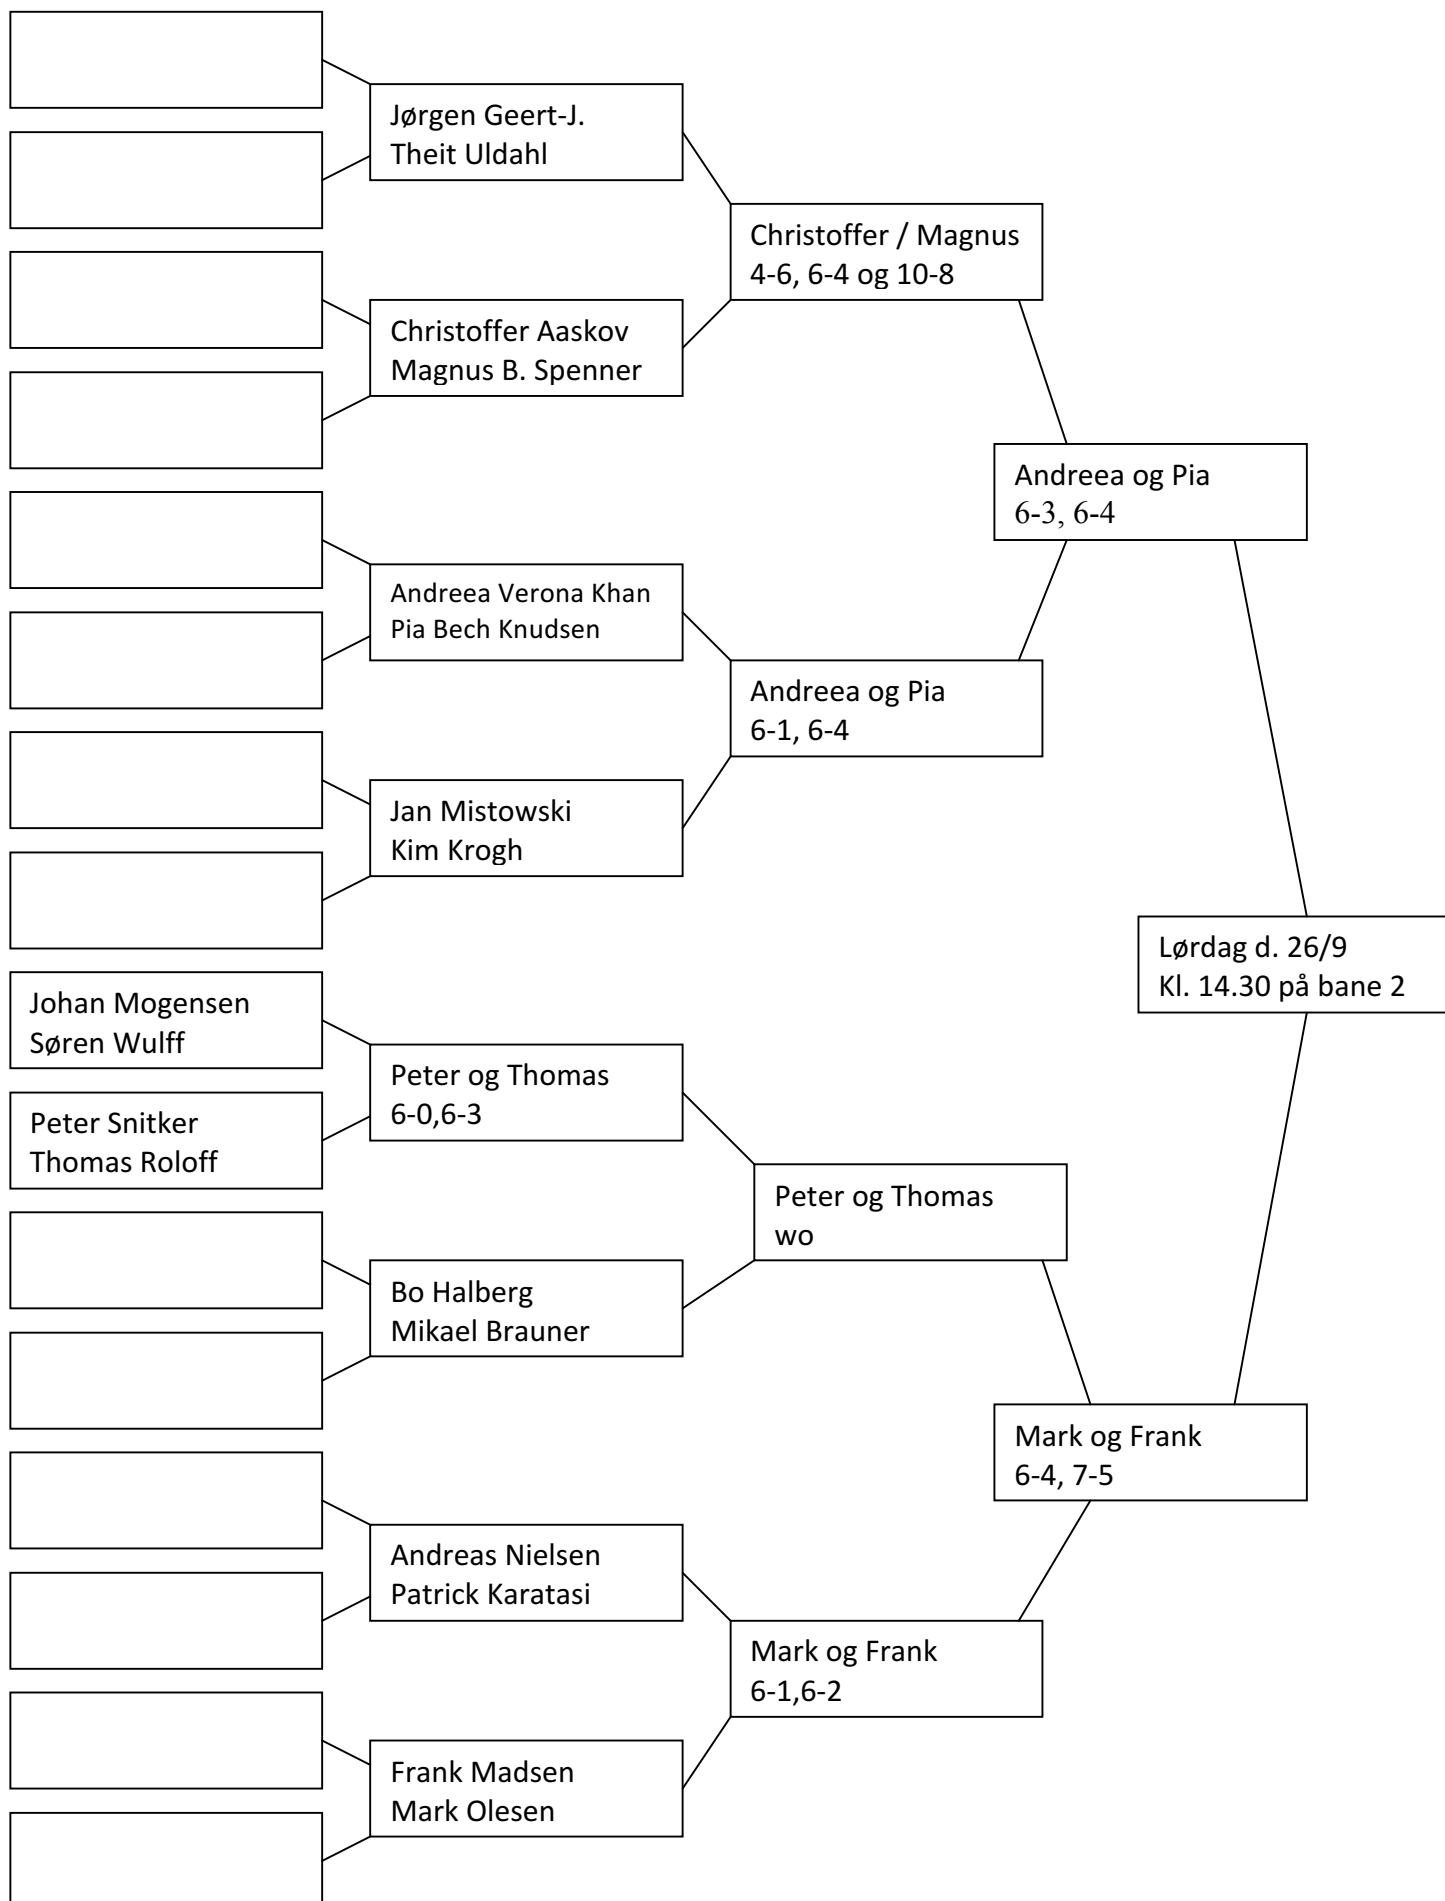 Jørgen Geert-J.
Theit Uldahl
Christoffer / Magnus
4-6, 6-4 og 10-8
Christoffer Aaskov
Magnus B. Spenner
Andreea og Pia
6-3, 6-4
Andreea Verona Khan
Pia Bech Knudsen
Andreea og Pia
6-1, 6-4
Jan Mistowski
Kim Krogh
Lørdag d. 26/9
Kl. 14.30 på bane 2
Johan Mogensen
Søren Wulff
Peter og Thomas
6-0,6-3
Peter Snitker
Thomas Roloff
Peter og Thomas
wo
Bo Halberg
Mikael Brauner
Mark og Frank
6-4, 7-5
Andreas Nielsen
Patrick Karatasi
Mark og Frank
6-1,6-2
Frank Madsen
Mark Olesen